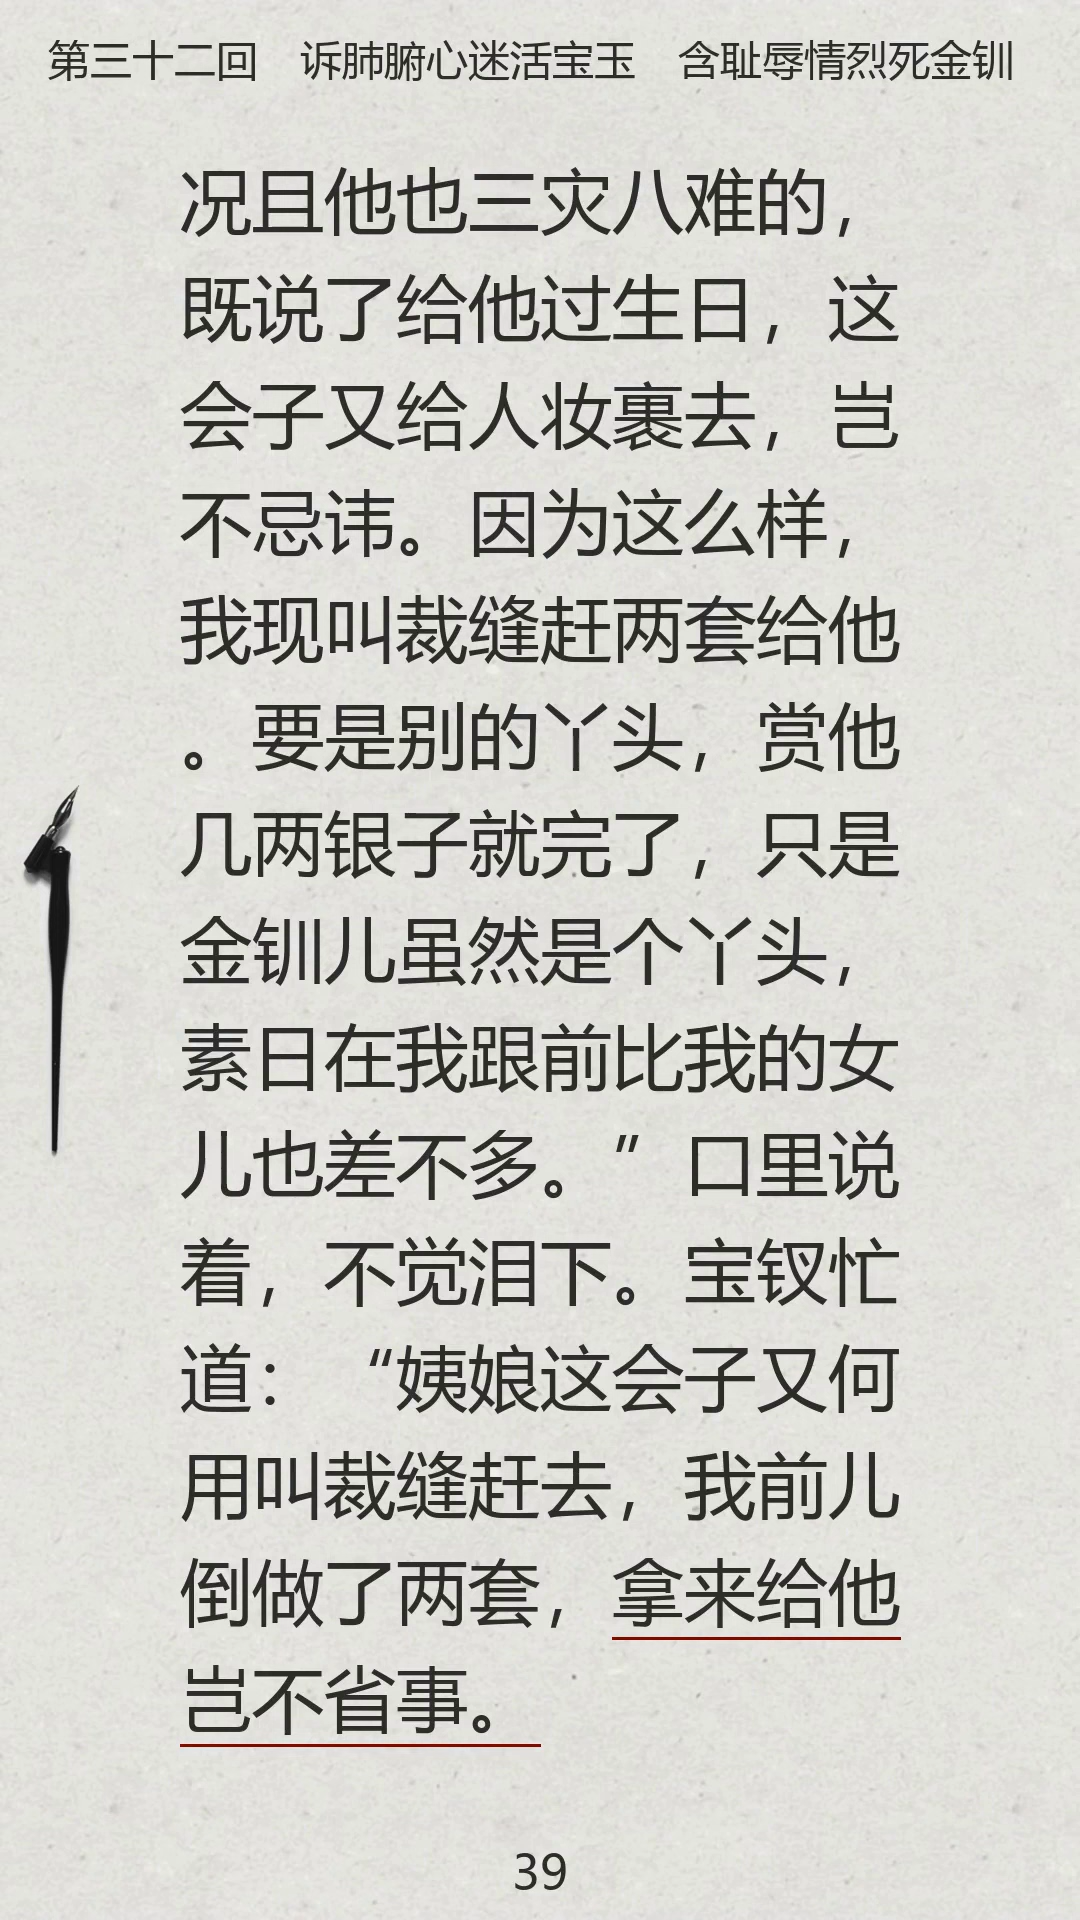 第三十二回　诉肺腑心迷活宝玉　含耻辱情烈死金钏
况且他也三灾八难的，
既说了给他过生日，这
会子又给人妆裹去，岂
不忌讳。因为这么样，
我现叫裁缝赶两套给他
。要是别的丫头，赏他
几两银子就完了，只是
金钏儿虽然是个丫头，
素日在我跟前比我的女
儿也差不多。”口里说
着，不觉泪下。宝钗忙
道：“姨娘这会子又何
用叫裁缝赶去，我前儿
倒做了两套，拿来给他
岂不省事。
39